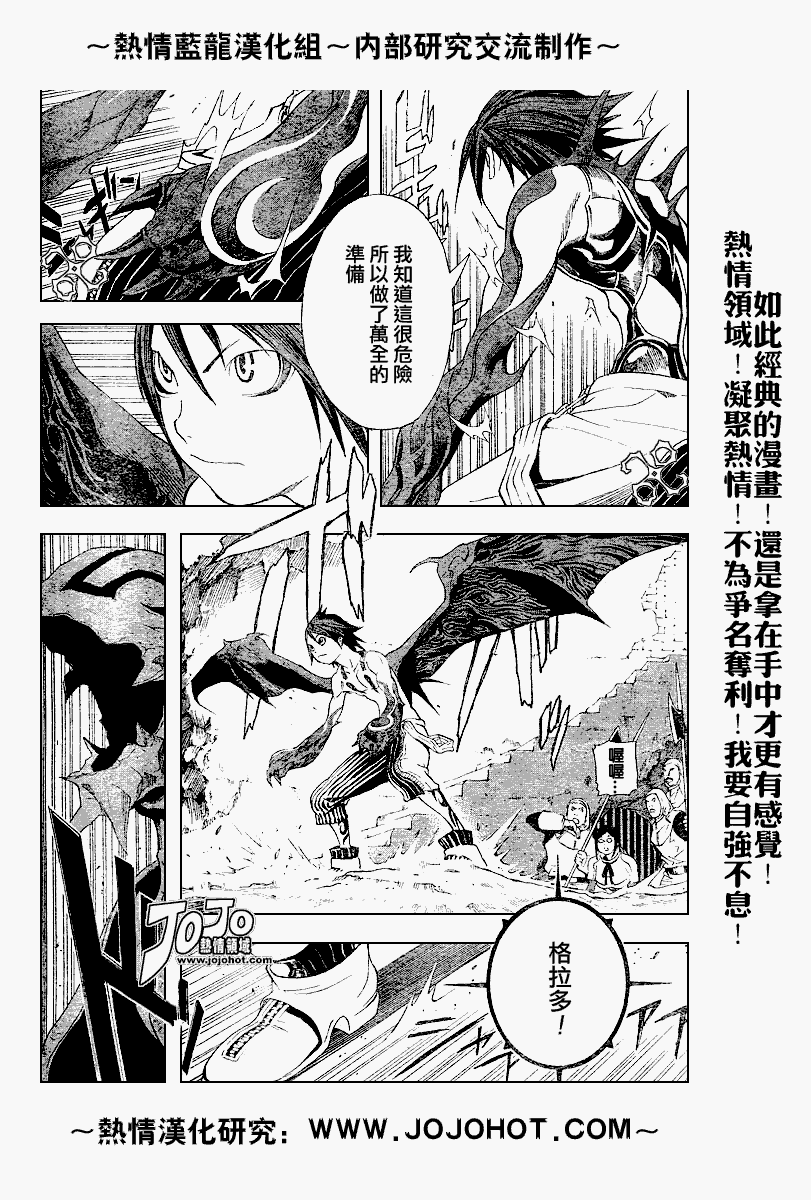 ～熱情藍龍漢化組～内部研究交流制作～
我知道這很危險
所以做了萬全的
準備
喔喔…
格拉多！
如此經典的漫畫！還是拿在手中才更有感覺！
熱情領域！凝聚熱情！不為爭名奪利！我要自強不息！
JOJO
熱情領域
www.jojohot.com
～熱情漢化研究：WWW.JOJOHOT.COM～